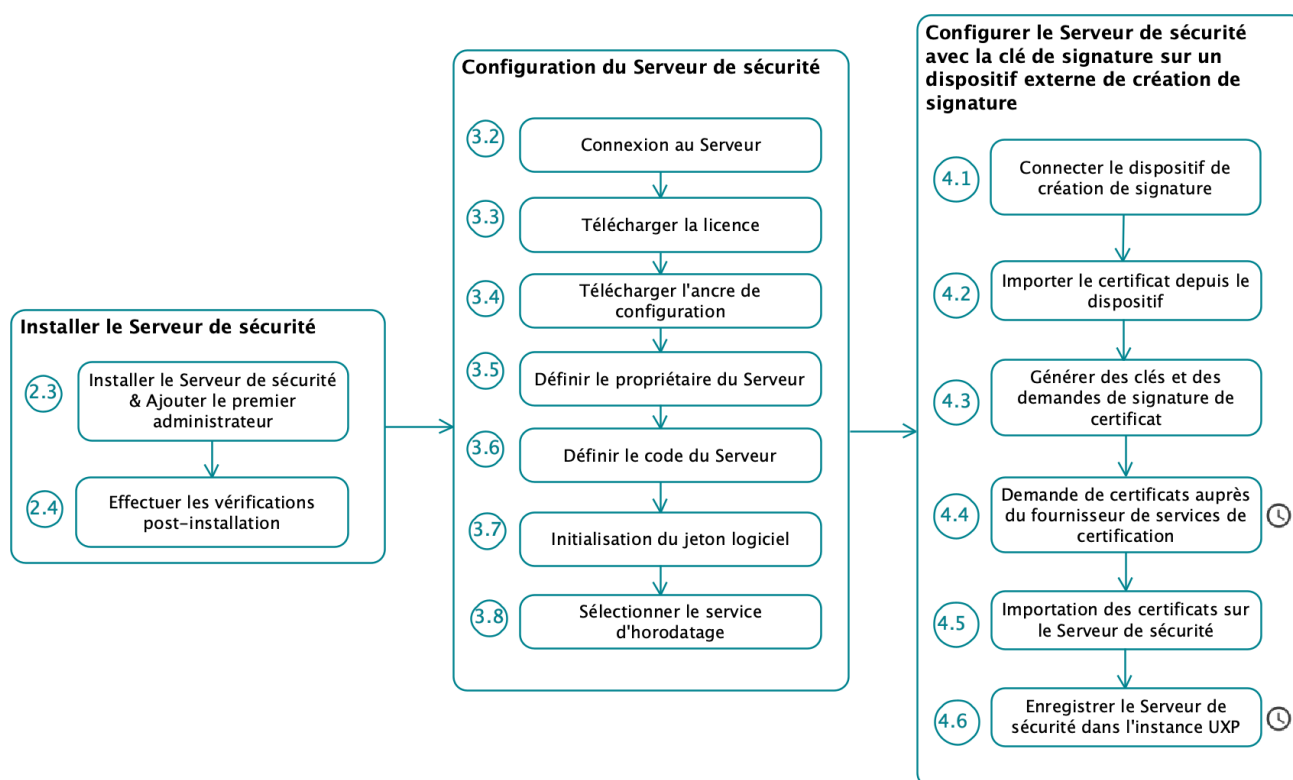 Installer le Serveur de sécurité
2.3
Installer le Serveur de sécurité
& Ajouter le premier
administrateur
2.4
Effectuer les vérifications
post-installation
Configuration du Serveur de sécurité
3.2
Connexion au Serveur
3.3
Télécharger la licence
3.4
Télécharger l'ancre de
configuration
3.5
Définir le propriétaire du Serveur
3.6
Définir le code du Serveur
3.7
Initialisation du jeton logiciel
3.8
Sélectionner le service
d'horodatage
Configurer le Serveur de sécurité
avec la clé de signature sur un
dispositif externe de création de
signature
4.1
Connecter le dispositif de
création de signature
4.2
Importer le certificat depuis le
dispositif
4.3
Générer des clés et des
demandes de signature de
certificat
4.4
Demande de certificats auprès
du fournisseur de services de
certification
4.5
Importation des certificats sur
le Serveur de sécurité
4.6
Enregistrer le Serveur de
sécurité dans l'instance UXP